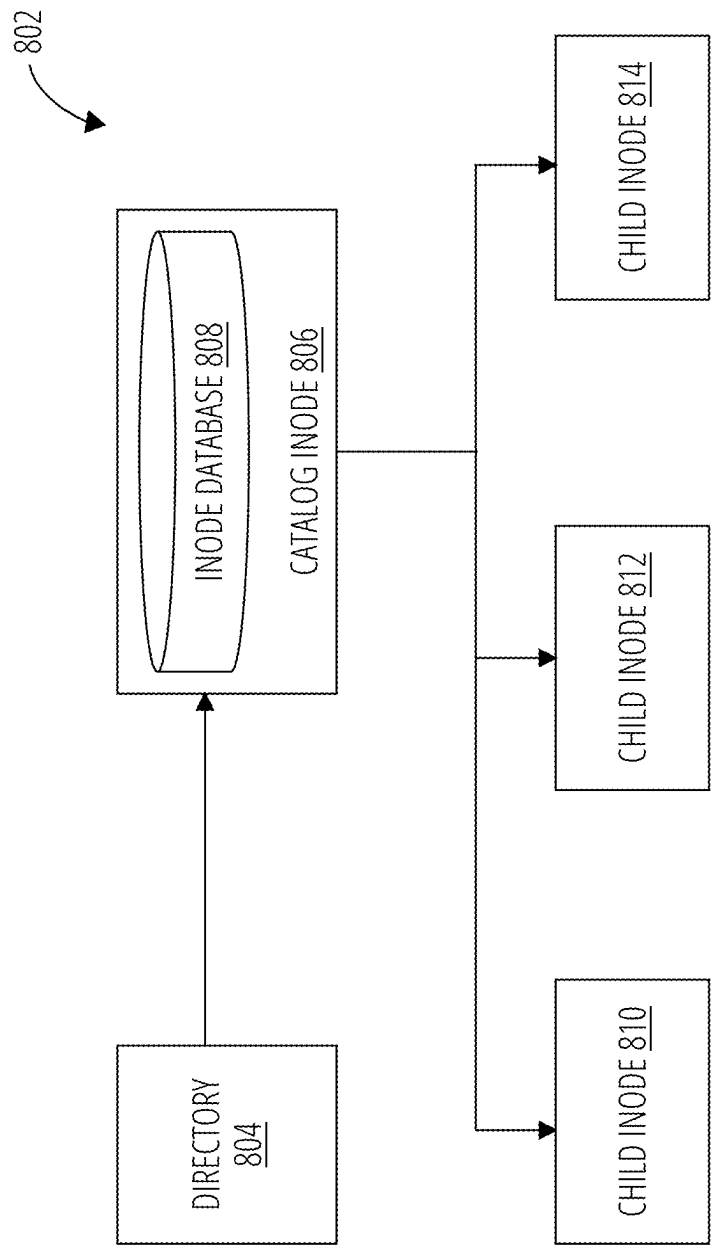 802
DIRECTORY
804
INODE DATABASE 808
CATALOG INODE 806
CHILD INODE 810
CHILD INODE 812
CHILD INODE 814